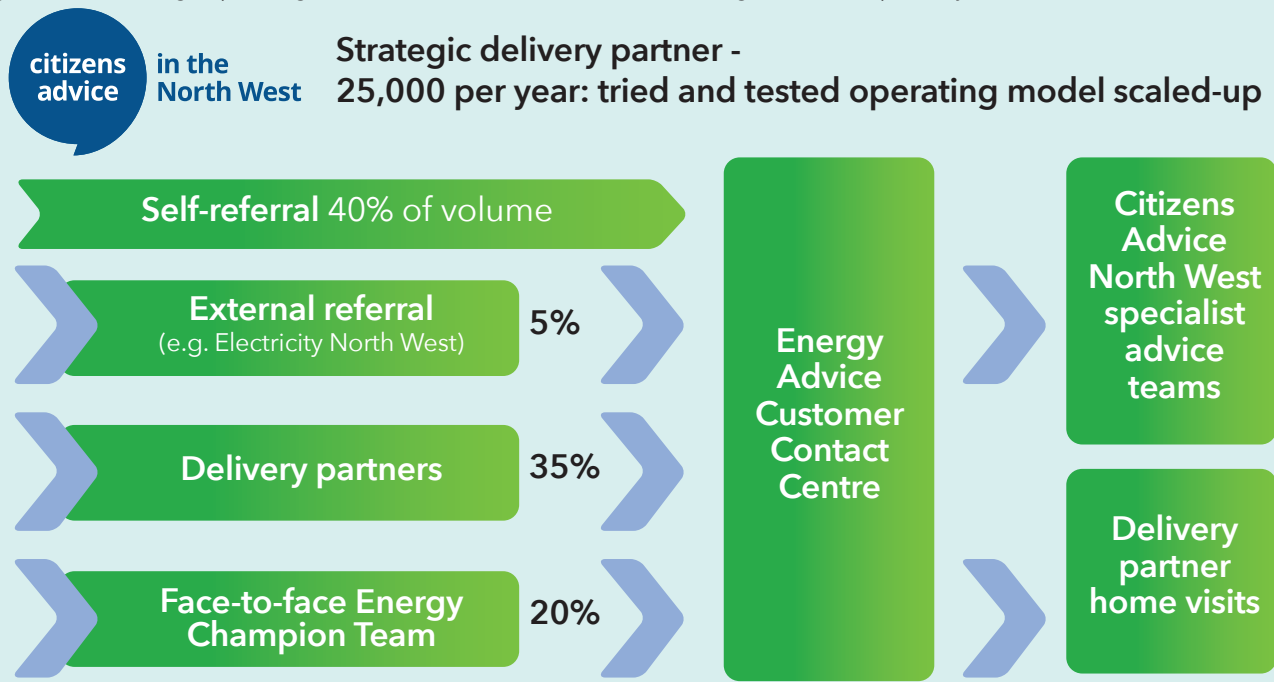 citizens
advice
in the
North West
Strategic delivery partner -
25,000 per year: tried and tested operating model scaled-up
Self-referral 40% of volume
External referral
(e.g. Electricity North West)
5%
Delivery partners
35%
Face-to-face Energy
Champion Team
20%
Energy
Advice
Customer
Contact
Centre
Citizens
Advice
North West
specialist
advice
teams
Delivery
partner
home visits